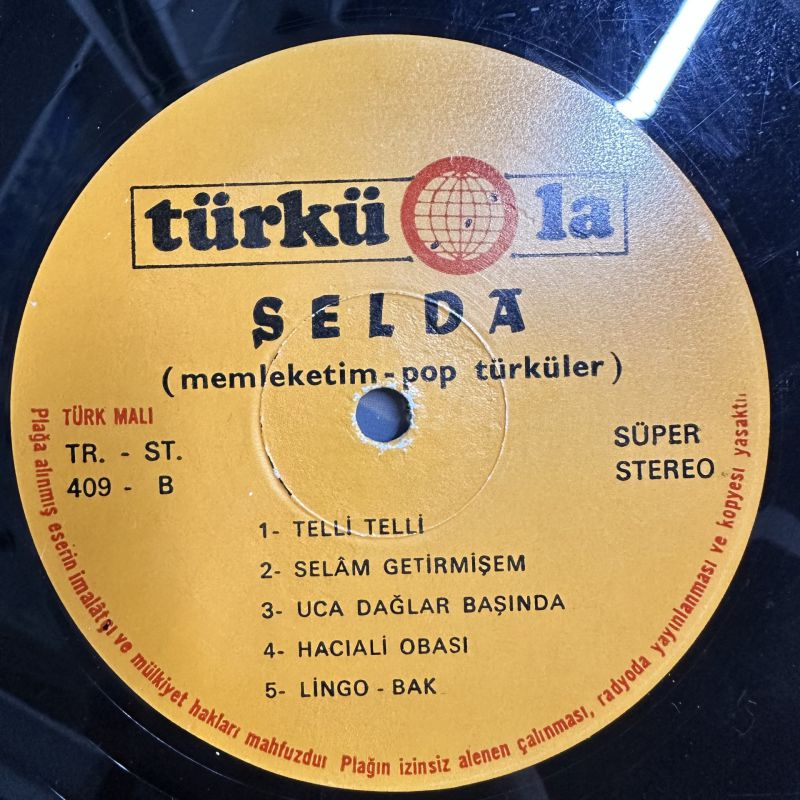 türkü la
SELDA
(memleketim - pop türküler)
TÜRK MALI
TR. - ST.
409 - B
SÜPER
STEREO
1- TELLİ TELLİ
2- SELÂM GETİRMİŞEM
3- UCA DAĞLAR BAŞINDA
4- HACIALİ OBASI
5- LİNGO - BAK
Plağa alınmış eserin imalâtçı ve mülkiyet hakları mahfuzdur Plağın izinsiz alenen çalınması, radyoda yayınlanması ve kopyesi yasaktır